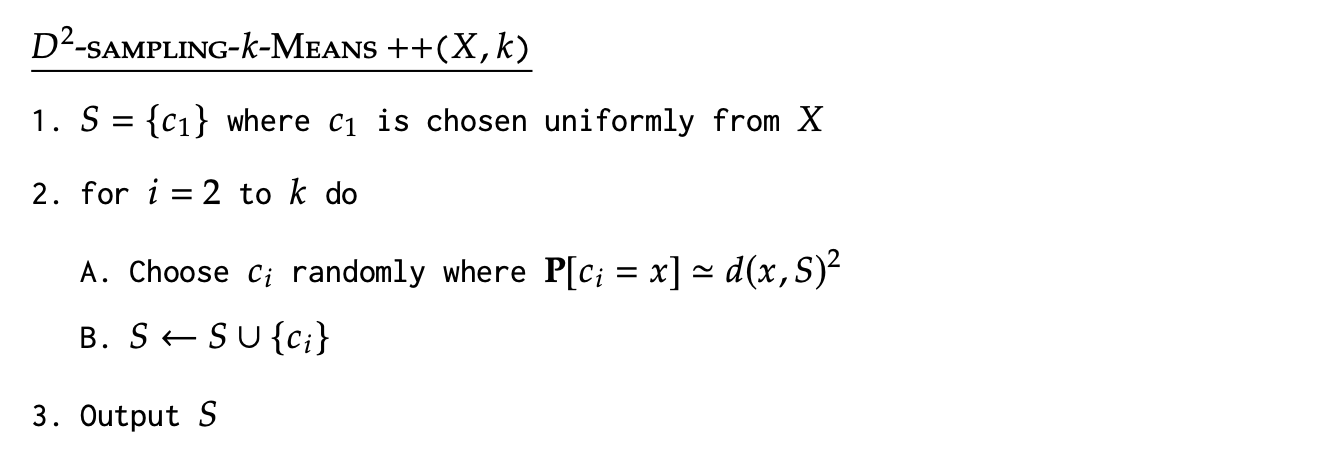 D²-SAMPLING-k-MEANS ++(X, k)
1. S = {c₁} where c₁ is chosen uniformly from X
2. for i = 2 to k do
A. Choose cᵢ randomly where P[cᵢ = x] ≃ d(x, S)²
B. S ← S ∪ {cᵢ}
3. Output S